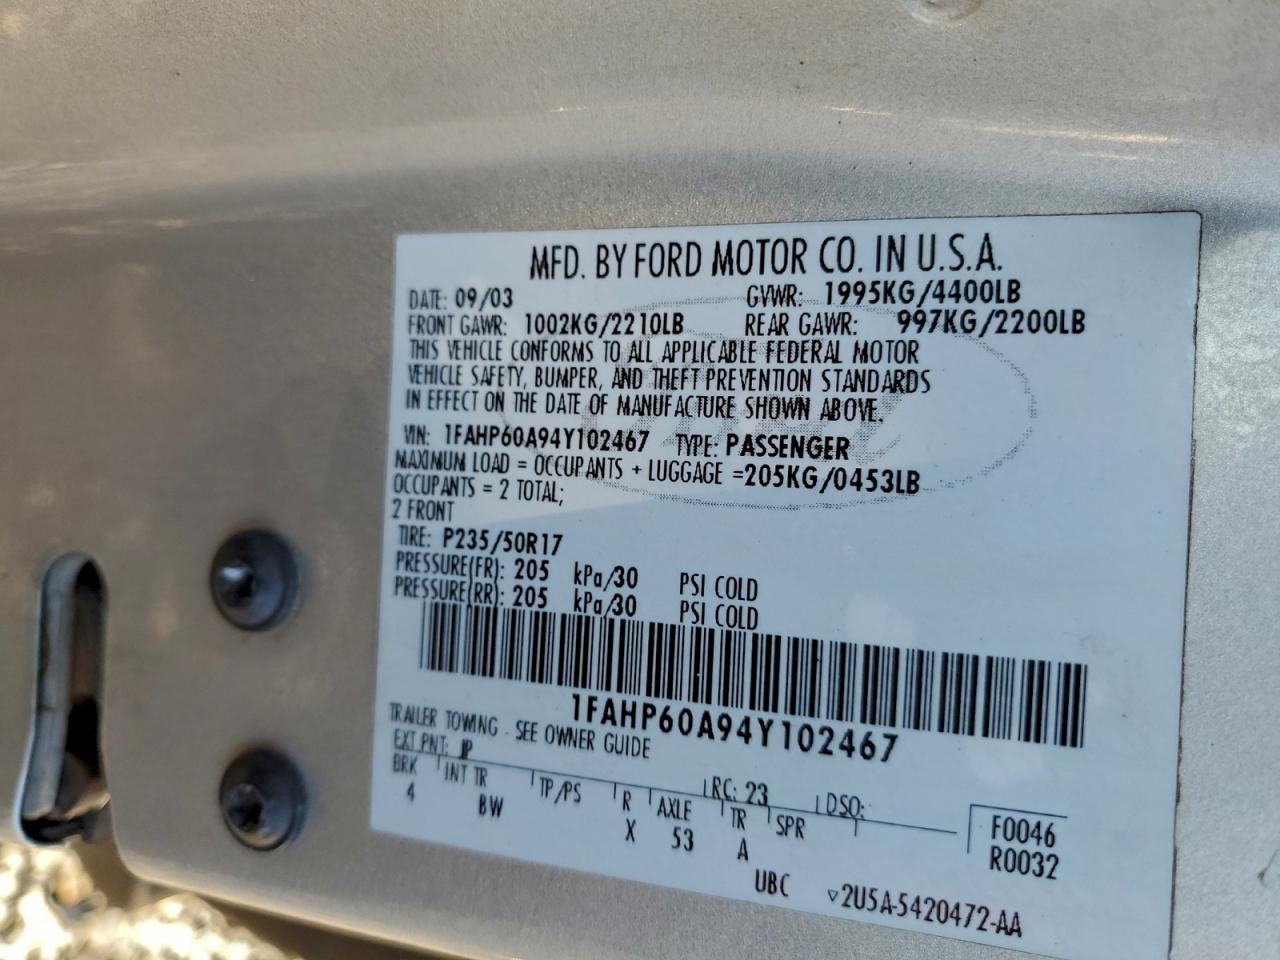 MFD. BY FORD MOTOR CO. IN U.S.A.
DATE: 09/03 GVWR: 1995KG/4400LB
FRONT GAWR: 1002KG/2210LB REAR GAWR: 997KG/2200LB
THIS VEHICLE CONFORMS TO ALL APPLICABLE FEDERAL MOTOR
VEHICLE SAFETY, BUMPER, AND THEFT PREVENTION STANDARDS
IN EFFECT ON THE DATE OF MANUFACTURE SHOWN ABOVE.
VIN: 1FAHP60A94Y102467 TYPE: PASSENGER
MAXIMUM LOAD = OCCUPANTS + LUGGAGE =205KG/0453LB
OCCUPANTS = 2 TOTAL;
2 FRONT
TIRE: P235/50R17
PRESSURE(FR): 205 kPa/30 PSI COLD
PRESSURE(RR): 205 kPa/30 PSI COLD
1FAHP60A94Y102467
TRAILER TOWING - SEE OWNER GUIDE
EXT PNT: JP RC: 23 DSO:
BRK INT TR TP/PS R AXLE TR SPR
4 BW X 53 A
F0046
R0032
UBC ▽2U5A-5420472-AA